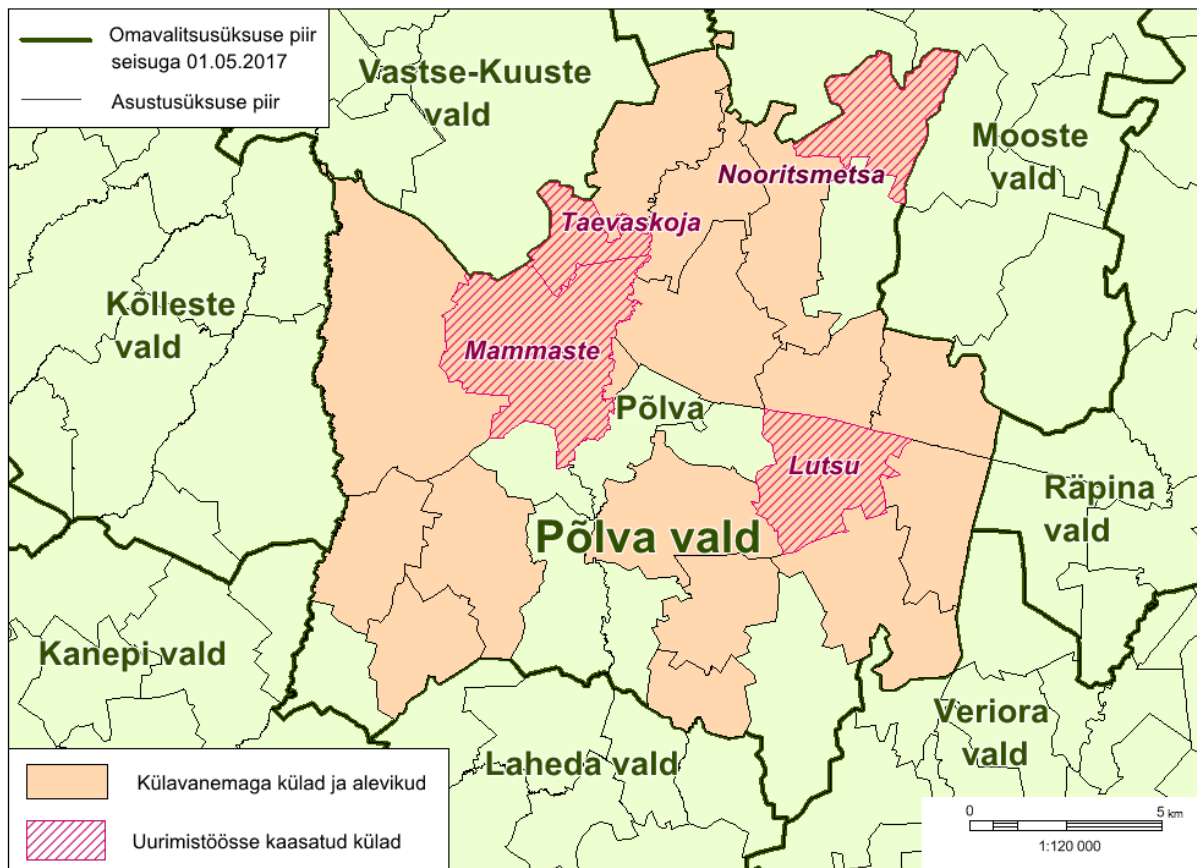 Omavalitsusüksuse piir
seisuga 01.05.2017
Asustusüksuse piir
Vastse-Kuuste
vald
Mooste
vald
Nooritsmetsa
Taevaskoja
Kõlleste
vald
Mammaste
Põlva
Lutsu
Räpina
vald
Põlva vald
Kanepi vald
Veriora
vald
Laheda vald
Külavanemaga külad ja alevikud
Uurimistöösse kaasatud külad
0 5 km
1:120 000